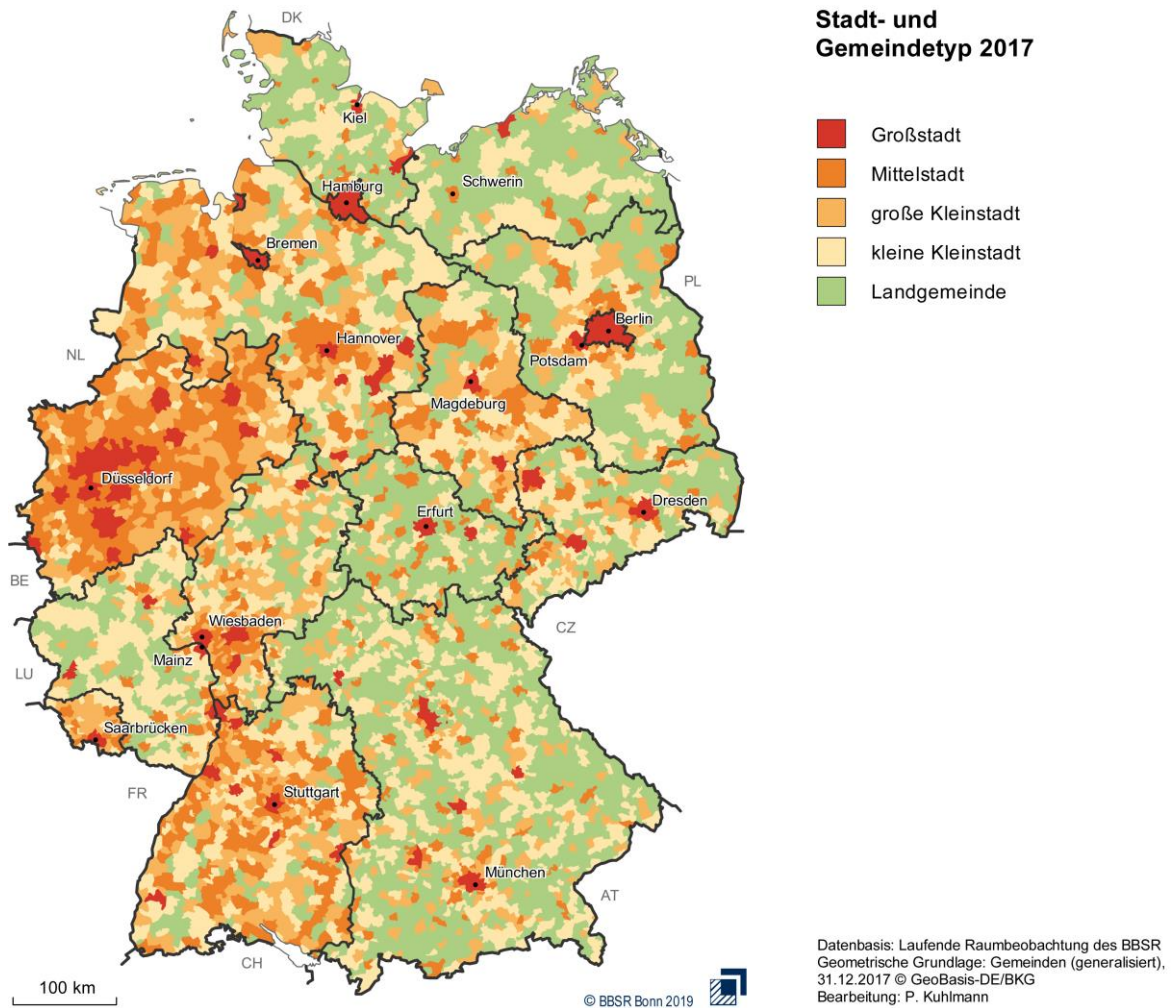 Stadt- und
Gemeindetyp 2017
Großstadt
Mittelstadt
große Kleinstadt
kleine Kleinstadt
Landgemeinde
DK
Kiel
Hamburg
Schwerin
Bremen
PL
Berlin
Hannover
Potsdam
NL
Magdeburg
Düsseldorf
Dresden
Erfurt
BE
Wiesbaden
CZ
Mainz
LU
Saarbrücken
FR
Stuttgart
München
AT
CH
100 km
© BBSR Bonn 2019
Datenbasis: Laufende Raumbeobachtung des BBSR
Geometrische Grundlage: Gemeinden (generalisiert),
31.12.2017 © GeoBasis-DE/BKG
Bearbeitung: P. Kuhlmann